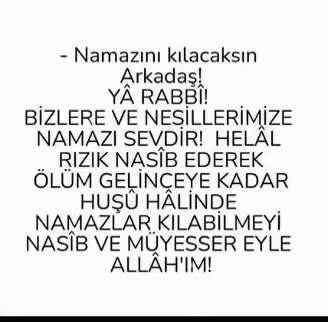 - Namazını kılacaksın
Arkadaş!
YÂ RABBÎ!
BİZLERE VE NESİLLERİMİZE
NAMAZI SEVDİR! HELÂL
RIZIK NASÎB EDEREK
ÖLÜM GELİNCEYE KADAR
HUŞÛ HÂLİNDE
NAMAZLAR KILABİLMEYİ
NASÎB VE MÜYESSER EYLE
ALLÂH'IM!